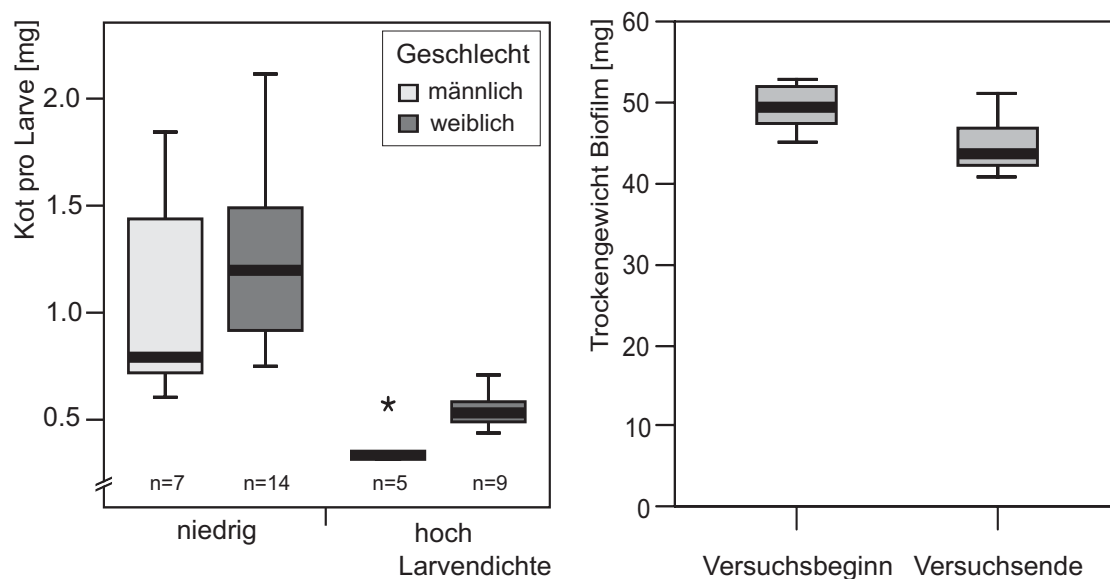 Kot pro Larve [mg]
2.0
1.5
1.0
0.5
Geschlecht
männlich
weiblich
n=7
n=14
n=5
n=9
niedrig
hoch
Larvendichte
Trockengewicht Biofilm [mg]
60
50
40
30
20
10
0
Versuchsbeginn
Versuchsende